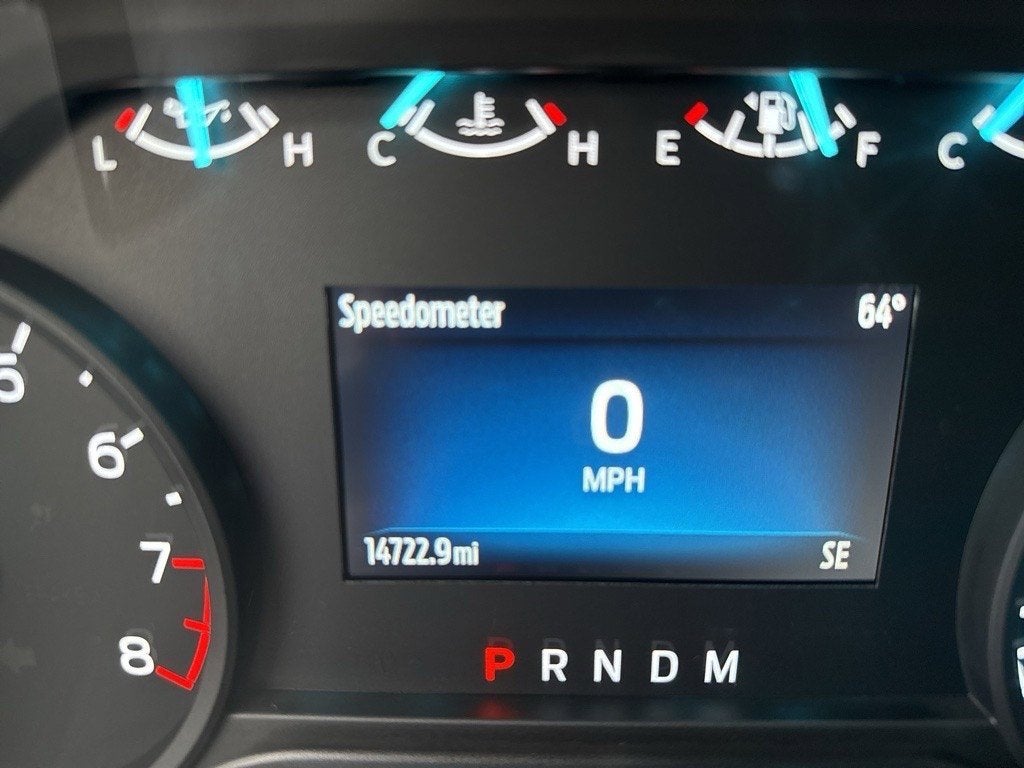 L H C H E F C
Speedometer 64°
0
MPH
14722.9mi SE
5
6
7
8
P R N D M